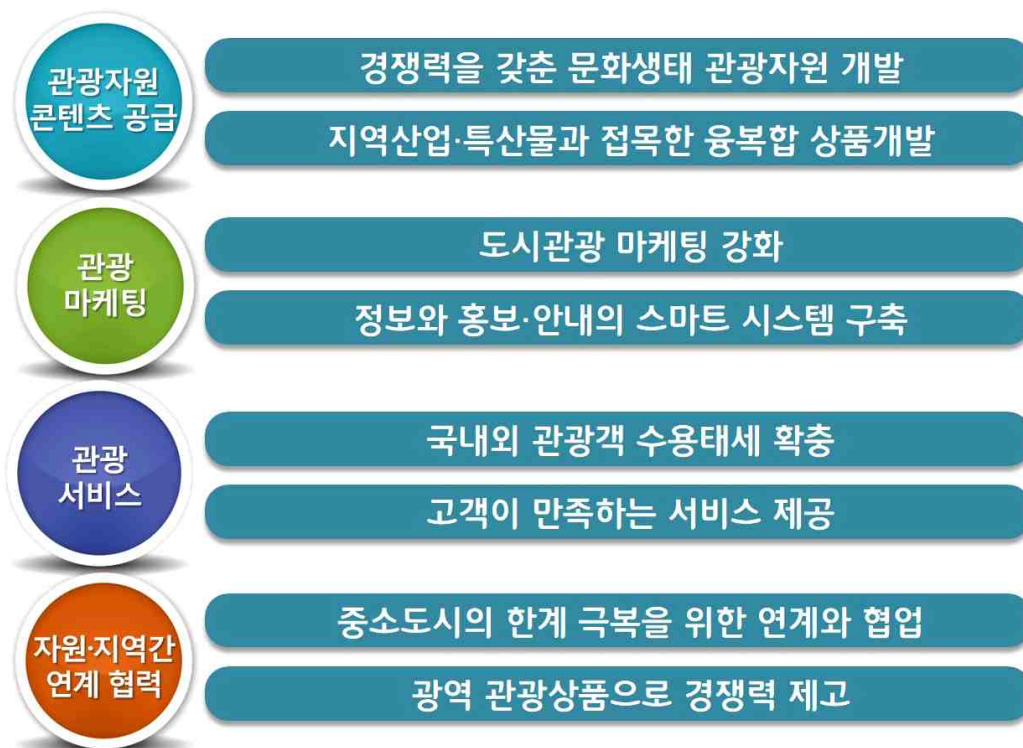 관광자원
콘텐츠 공급
경쟁력을 갖춘 문화생태 관광자원 개발
지역산업·특산물과 접목한 융복합 상품개발
관광
마케팅
도시관광 마케팅 강화
정보와 홍보·안내의 스마트 시스템 구축
관광
서비스
국내외 관광객 수용태세 확충
고객이 만족하는 서비스 제공
자원·지역간
연계 협력
중소도시의 한계 극복을 위한 연계와 협업
광역 관광상품으로 경쟁력 제고